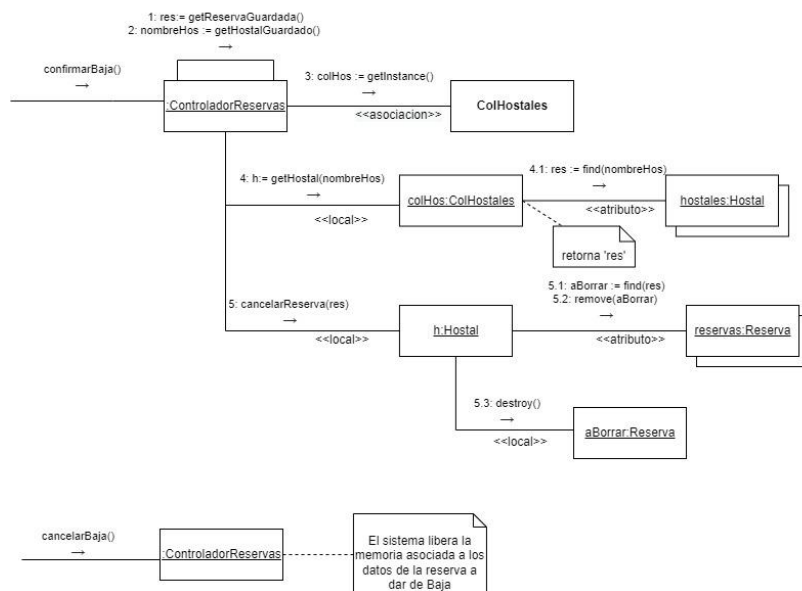 1: res:= getReservaGuardada()
2: nombreHos := getHostalGuardado()
→
confirmarBaja()
→
:ControladorReservas
3: colHos := getInstance()
→
<<asociacion>>
ColHostales
4: h:= getHostal(nombreHos)
→
<<local>>
colHos:ColHostales
4.1: res := find(nombreHos)
→
<<atributo>>
hostales:Hostal
retorna 'res'
5: cancelarReserva(res)
→
<<local>>
h:Hostal
5.1: aBorrar := find(res)
5.2: remove(aBorrar)
→
<<atributo>>
reservas:Reserva
5.3: destroy()
→
<<local>>
aBorrar:Reserva
cancelarBaja()
→
:ControladorReservas
El sistema libera la
memoria asociada a los
datos de la reserva a
dar de Baja